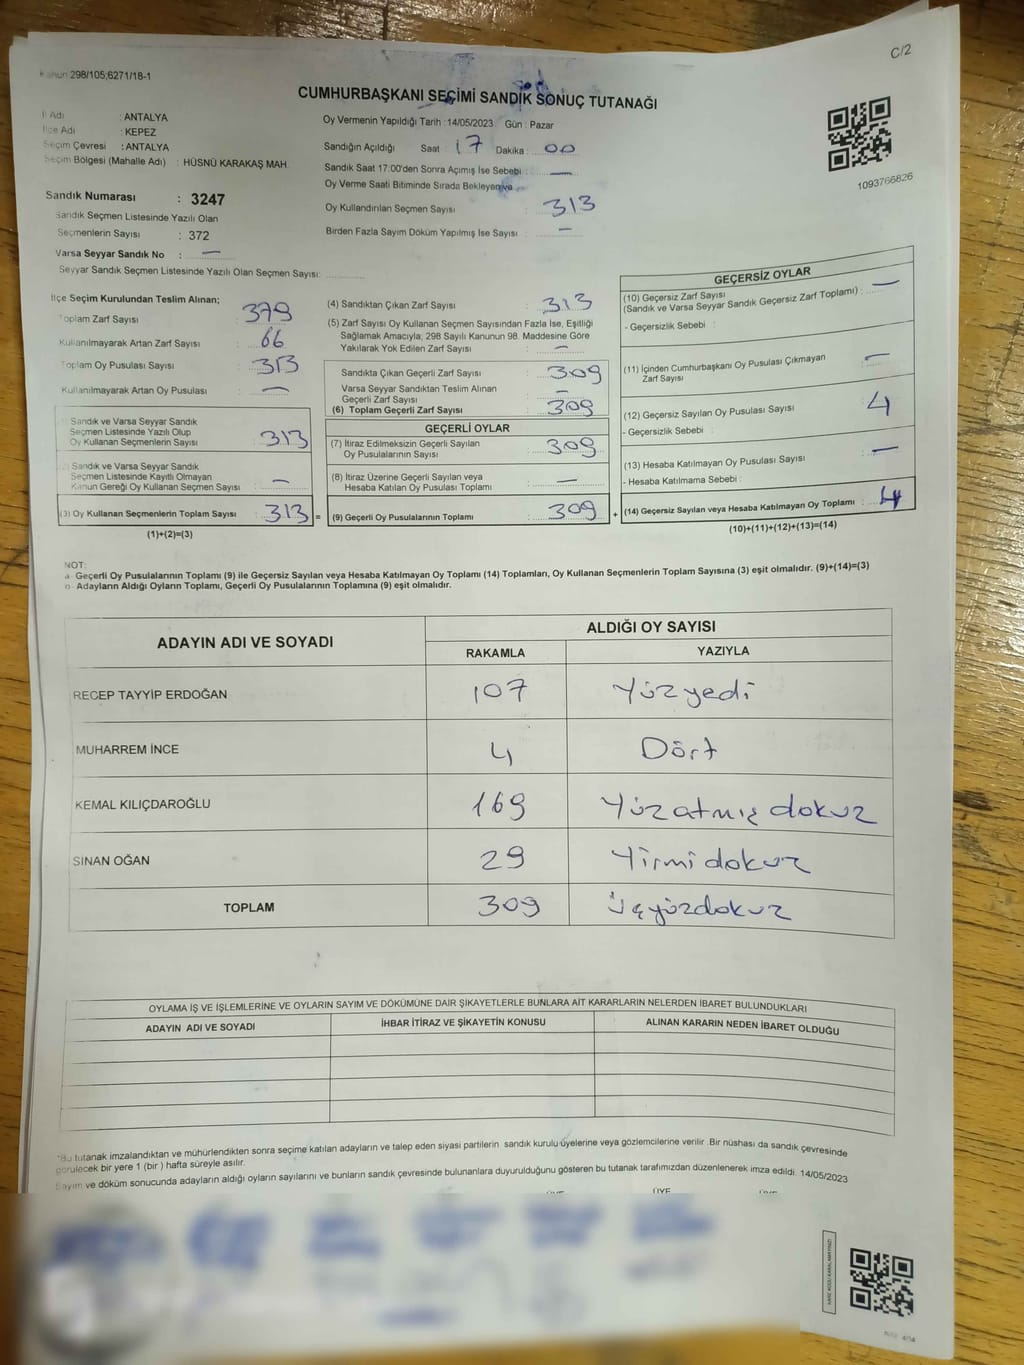 C/2
298/105;6271/18-1
CUMHURBAŞKANI SEÇİMİ SANDIK SONUÇ TUTANAĞI
Oy Vermenin Yapıldığı Tarih :14/05/2023 Gün : Pazar
İl Adı : ANTALYA
İlçe Adı : KEPEZ
Seçim Çevresi : ANTALYA
Seçim Bölgesi (Mahalle Adı) : HÜSNÜ KARAKAŞ MAH.
Sandığın Açıldığı Saat 17 Dakika : 00
Sandık Saat 17:00'den Sonra Açımış İse Sebebi : —
Oy Verme Saati Bitiminde Sırada Bekleyen
Oy Kullandırılan Seçmen Sayısı : 313
Birden Fazla Sayım Döküm Yapılmış İse Sayısı : —
1093766826
Sandık Numarası : 3247
Sandık Seçmen Listesinde Yazılı Olan
Seçmenlerin Sayısı : 372
Varsa Seyyar Sandık No : —
Seyyar Sandık Seçmen Listesinde Yazılı Olan Seçmen Sayısı:
İlçe Seçim Kurulundan Teslim Alınan;
Toplam Zarf Sayısı : 379
Kullanılmayarak Artan Zarf Sayısı : 66
Toplam Oy Pusulası Sayısı : 313
Kullanılmayarak Artan Oy Pusulası : —
Sandık ve Varsa Seyyar Sandık
Seçmen Listesinde Yazılı Olup
Oy Kullanan Seçmenlerin Sayısı : 313
Sandık ve Varsa Seyyar Sandık
Seçmen Listesinde Kayıtlı Olmayan
Kanun Gereği Oy Kullanan Seçmen Sayısı : —
(3) Oy Kullanan Seçmenlerin Toplam Sayısı : 313 =
(1)+(2)=(3)
(4) Sandıktan Çıkan Zarf Sayısı : 313
(5) Zarf Sayısı Oy Kullanan Seçmen Sayısından Fazla İse, Eşitliği
Sağlamak Amacıyla, 298 Sayılı Kanunun 98. Maddesine Göre
Yakılarak Yok Edilen Zarf Sayısı : —
Sandıkta Çıkan Geçerli Zarf Sayısı : 309
Varsa Seyyar Sandıktan Teslim Alınan
Geçerli Zarf Sayısı : —
(6) Toplam Geçerli Zarf Sayısı : 309
GEÇERLİ OYLAR
(7) İtiraz Edilmeksizin Geçerli Sayılan
Oy Pusulalarının Sayısı : 309
(8) İtiraz Üzerine Geçerli Sayılan veya
Hesaba Katılan Oy Pusulası Toplamı : —
(9) Geçerli Oy Pusulalarının Toplamı : 309 +
GEÇERSİZ OYLAR
(10) Geçersiz Zarf Sayısı
(Sandık ve Varsa Seyyar Sandık Geçersiz Zarf Toplamı) : —
- Geçersizlik Sebebi :
(11) İçinden Cumhurbaşkanı Oy Pusulası Çıkmayan
Zarf Sayısı : —
(12) Geçersiz Sayılan Oy Pusulası Sayısı : 4
- Geçersizlik Sebebi :
(13) Hesaba Katılmayan Oy Pusulası Sayısı : —
- Hesaba Katılmama Sebebi :
(14) Geçersiz Sayılan veya Hesaba Katılmayan Oy Toplamı : 4
(10)+(11)+(12)+(13)=(14)
NOT:
a- Geçerli Oy Pusulalarının Toplamı (9) ile Geçersiz Sayılan veya Hesaba Katılmayan Oy Toplamı (14) Toplamları, Oy Kullanan Seçmenlerin Toplam Sayısına (3) eşit olmalıdır. (9)+(14)=(3)
Adayların Aldığı Oyların Toplamı, Geçerli Oy Pusulalarının Toplamına (9) eşit olmalıdır.
ADAYIN ADI VE SOYADI ALDIĞI OY SAYISI
RAKAMLA YAZIYLA
RECEP TAYYİP ERDOĞAN 107 Yüzyedi
MUHARREM İNCE 4 Dört
KEMAL KILIÇDAROĞLU 169 Yüzatmış dokuz
SİNAN OĞAN 29 Yirmi dokuz
TOPLAM 309 Üçyüzdokuz
OYLAMA İŞ VE İŞLEMLERİNE VE OYLARIN SAYIM VE DÖKÜMÜNE DAİR ŞİKAYETLERLE BUNLARA AİT KARARLARIN NELERDEN İBARET BULUNDUKLARI
ADAYIN ADI VE SOYADI İHBAR İTİRAZ VE ŞİKAYETİN KONUSU ALINAN KARARIN NEDEN İBARET OLDUĞU
*Bu tutanak imzalandıktan ve mühürlendikten sonra seçime katılan adayların ve talep eden siyasi partilerin sandık kurulu üyelerine veya gözlemcilerine verilir .Bir nüshası da sandık çevresinde
görülecek bir yere 1 (bir ) hafta süreyle asılır.
Sayım ve döküm sonucunda adayların aldığı oyların sayılarını ve bunların sandık çevresinde bulunanlara duyurulduğunu gösteren bu tutanak tarafımızdan düzenlenerek imza edildi. 14/05/2023
ÜYE ÜYE ÜYE